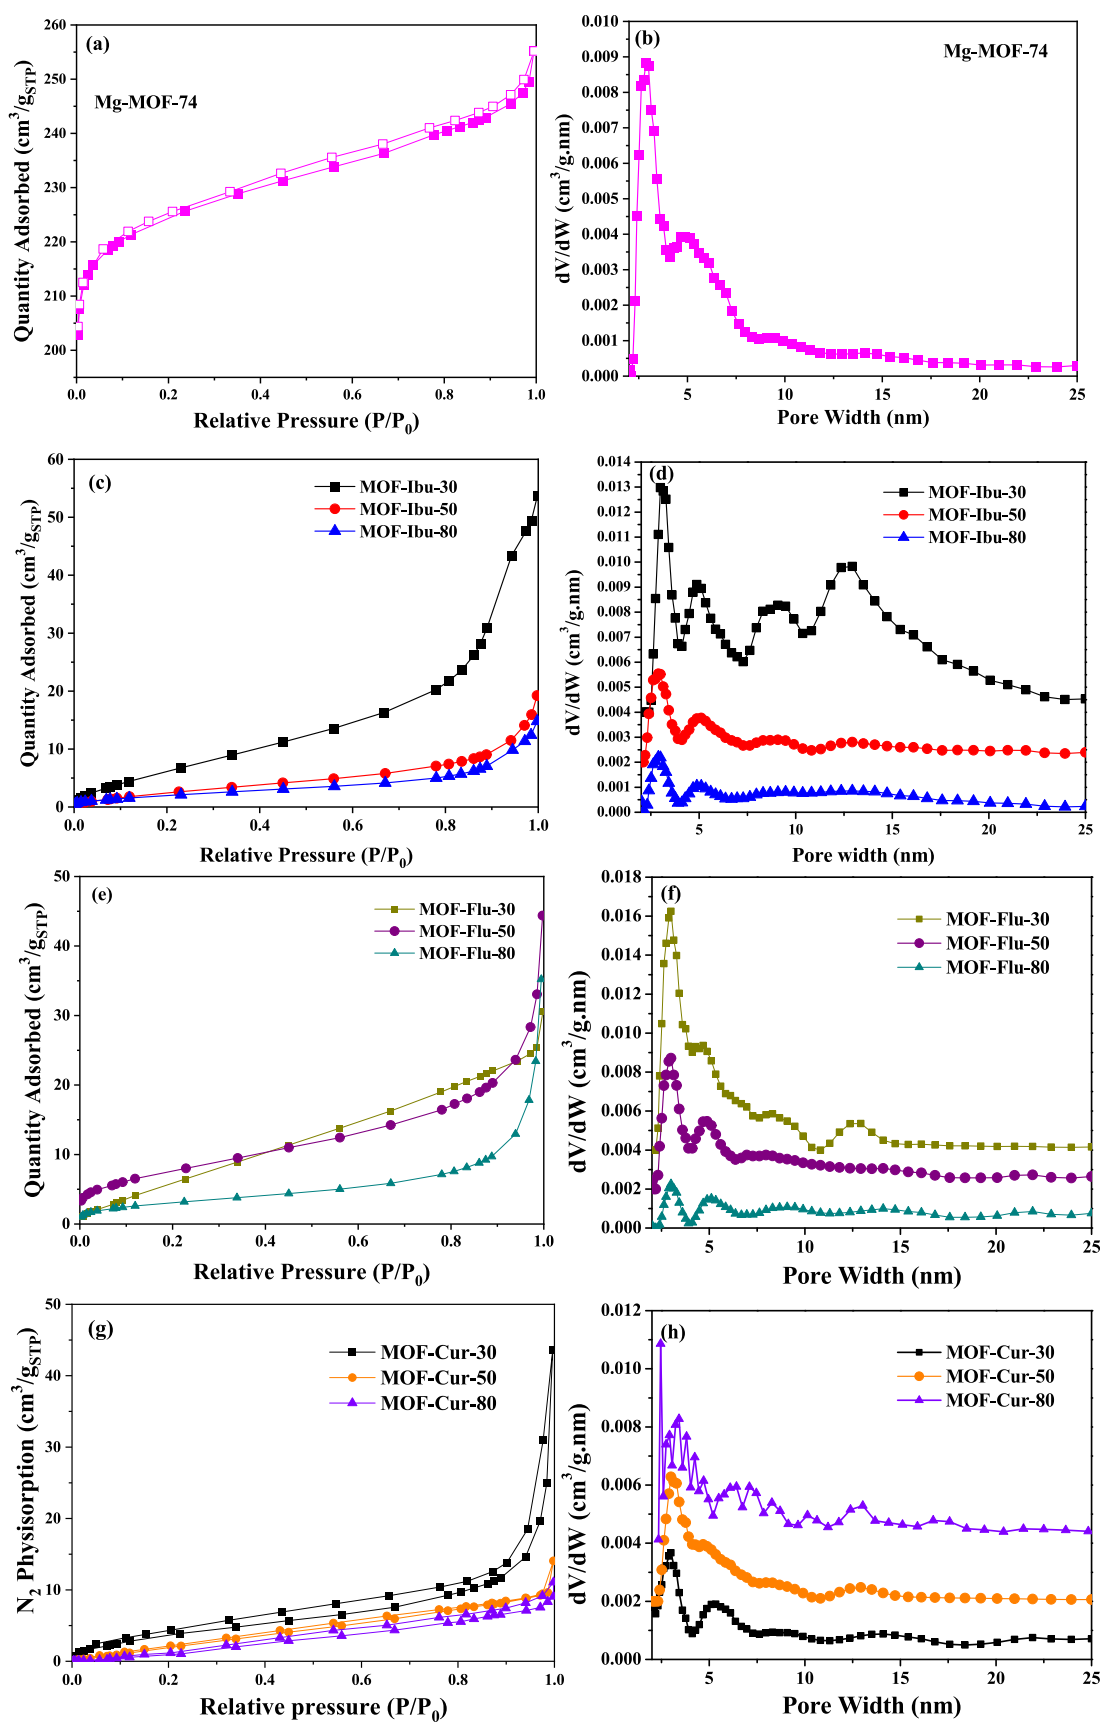 (a)
Mg-MOF-74
Quantity Adsorbed (cm³/g_STP)
260
250
240
230
220
210
200
0.0 0.2 0.4 0.6 0.8 1.0
Relative Pressure (P/P₀)
(b)
Mg-MOF-74
dV/dW (cm³/g.nm)
0.010
0.009
0.008
0.007
0.006
0.005
0.004
0.003
0.002
0.001
0.000
5 10 15 20 25
Pore Width (nm)
(c)
MOF-Ibu-30
MOF-Ibu-50
MOF-Ibu-80
Quantity Adsorbed (cm³/g_STP)
60
50
40
30
20
10
0
0.0 0.2 0.4 0.6 0.8 1.0
Relative Pressure (P/P₀)
(d)
MOF-Ibu-30
MOF-Ibu-50
MOF-Ibu-80
dV/dW (cm³/g.nm)
0.014
0.013
0.012
0.011
0.010
0.009
0.008
0.007
0.006
0.005
0.004
0.003
0.002
0.001
0.000
5 10 15 20 25
Pore width (nm)
(e)
MOF-Flu-30
MOF-Flu-50
MOF-Flu-80
Quantity Adsorbed (cm³/g_STP)
50
40
30
20
10
0
0.0 0.2 0.4 0.6 0.8 1.0
Relative Pressure (P/P₀)
(f)
MOF-Flu-30
MOF-Flu-50
MOF-Flu-80
dV/dW (cm³/g.nm)
0.018
0.016
0.014
0.012
0.010
0.008
0.006
0.004
0.002
0.000
5 10 15 20 25
Pore Width (nm)
(g)
MOF-Cur-30
MOF-Cur-50
MOF-Cur-80
N₂ Physisorption (cm³/g_STP)
50
40
30
20
10
0
0.0 0.2 0.4 0.6 0.8 1.0
Relative pressure (P/P₀)
(h)
MOF-Cur-30
MOF-Cur-50
MOF-Cur-80
dV/dW (cm³/g.nm)
0.012
0.010
0.008
0.006
0.004
0.002
0.000
5 10 15 20 25
Pore Width (nm)